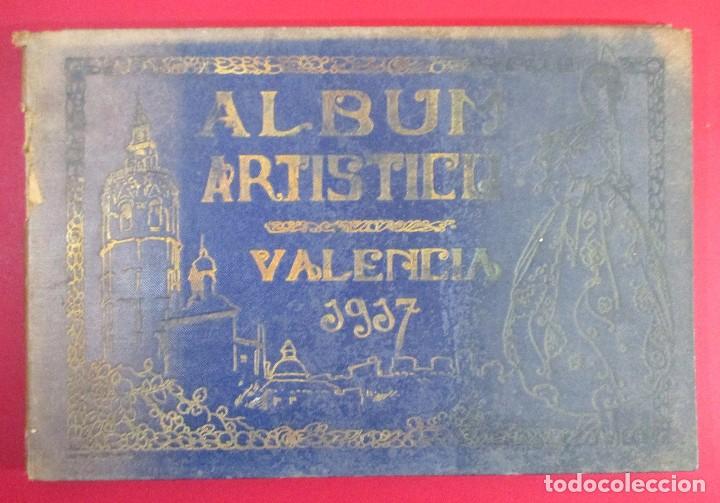 ALBUM
ARTISTICO
VALENCIA
1917
todocoleccion.net